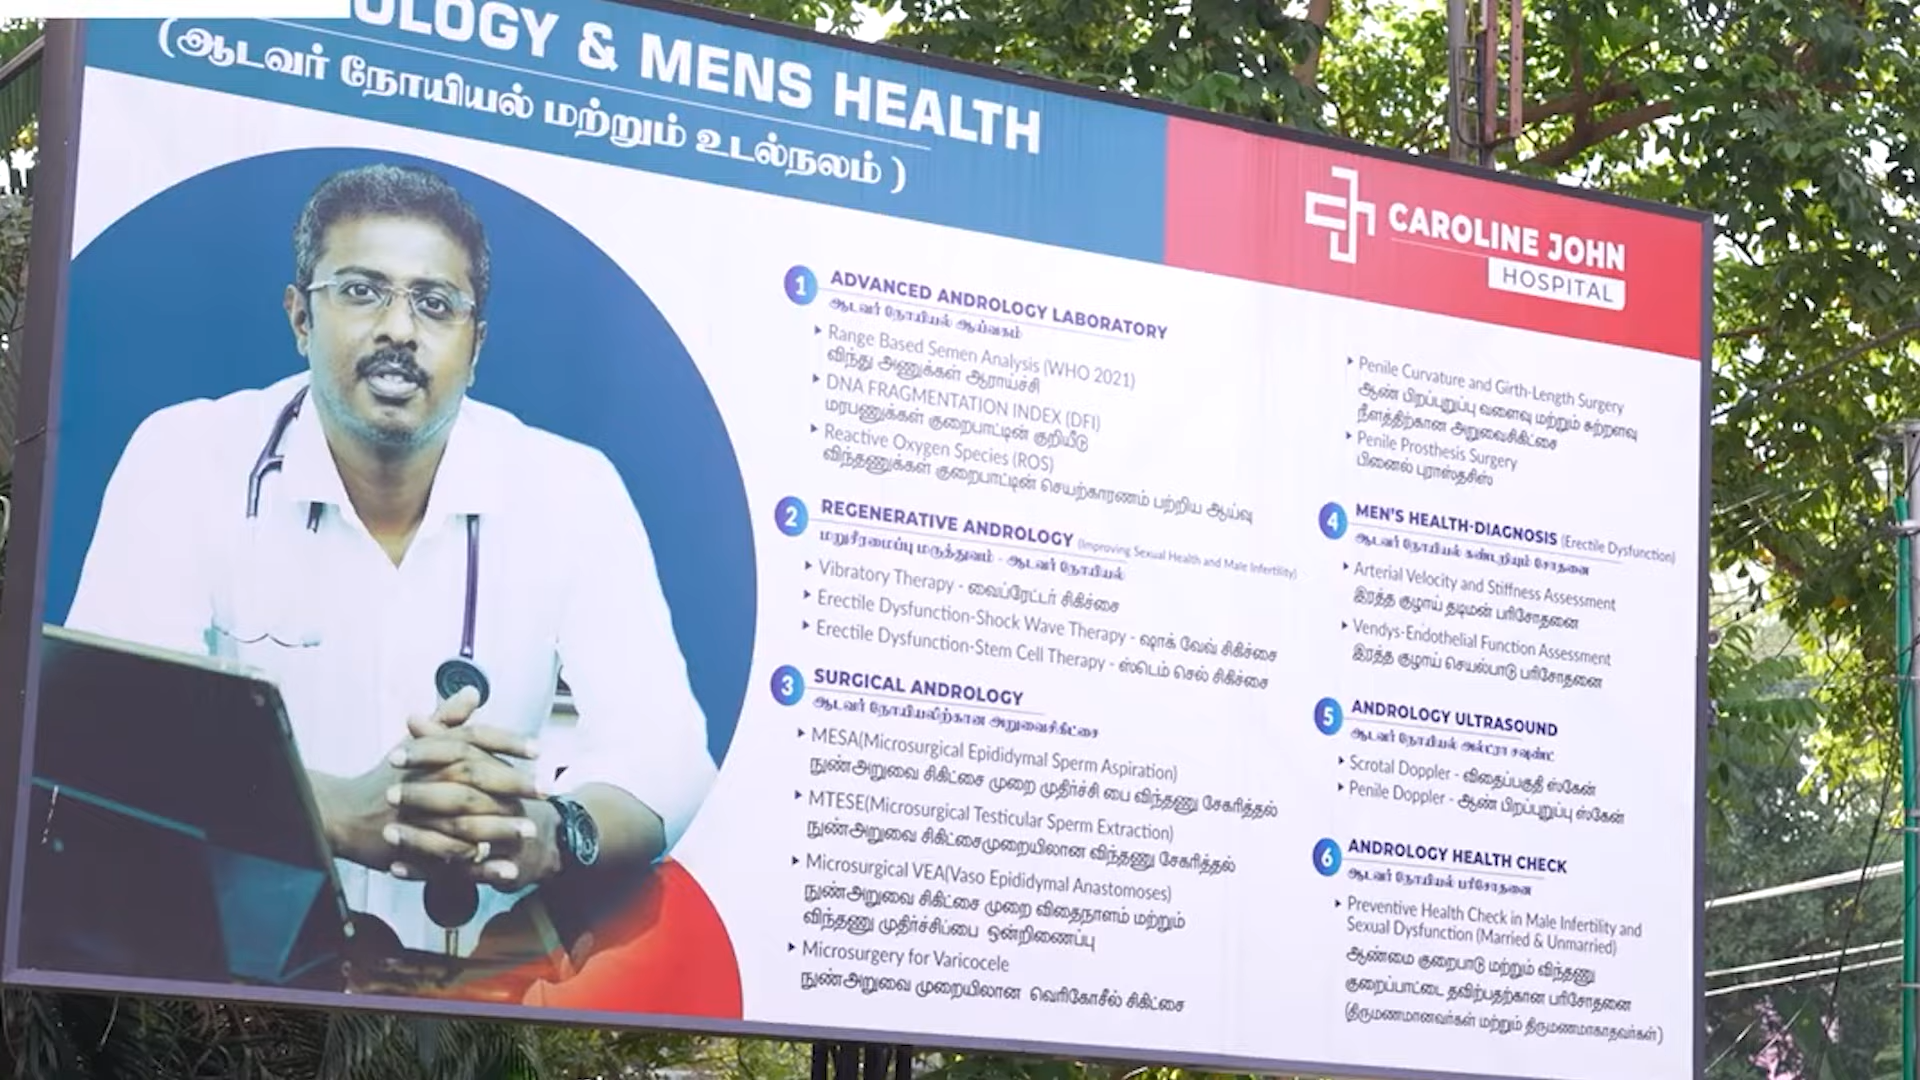 OLOGY & MENS HEALTH
(ஆடவர் நோயியல் மற்றும் உடல்நலம் )
CAROLINE JOHN
HOSPITAL
1 ADVANCED ANDROLOGY LABORATORY
ஆடவர் நோயியல் ஆய்வகம்
Range Based Semen Analysis (WHO 2021)
விந்து அணுக்கள் ஆராய்ச்சி
DNA FRAGMENTATION INDEX (DFI)
மரபணுக்கள் குறைபாட்டின் குறியீடு
Reactive Oxygen Species (ROS)
விந்தணுக்கள் குறைபாட்டின் செயற்காரணம் பற்றிய ஆய்வு
2 REGENERATIVE ANDROLOGY (Improving Sexual Health and Male Infertility)
மறுசீரமைப்பு மருத்துவம் - ஆடவர் நோயியல்
Vibratory Therapy - வைப்ரேட்டர் சிகிச்சை
Erectile Dysfunction-Shock Wave Therapy - ஷாக் வேவ் சிகிச்சை
Erectile Dysfunction-Stem Cell Therapy - ஸ்டெம் செல் சிகிச்சை
3 SURGICAL ANDROLOGY
ஆடவர் நோயியலிற்கான அறுவைசிகிட்சை
MESA(Microsurgical Epididymal Sperm Aspiration)
நுண்அறுவை சிகிட்சை முறை முதிர்ச்சி பை விந்தணு சேகரித்தல்
MTESE(Microsurgical Testicular Sperm Extraction)
நுண்அறுவை சிகிட்சைமுறையிலான விந்தணு சேகரித்தல்
Microsurgical VEA(Vaso Epididymal Anastomoses)
நுண்அறுவை சிகிட்சை முறை விதைநாளம் மற்றும்
விந்தணு முதிர்ச்சிப்பை ஒன்றிணைப்பு
Microsurgery for Varicocele
நுண்அறுவை முறையிலான வெரிகோசீல் சிகிட்சை
Penile Curvature and Girth-Length Surgery
ஆண் பிறப்புறுப்பு வளைவு மற்றும் சுற்றளவு
நீளத்திற்கான அறுவைசிகிட்சை
Penile Prosthesis Surgery
பினைல் புராஸ்தசிஸ்
4 MEN'S HEALTH-DIAGNOSIS (Erectile Dysfunction)
ஆடவர் நோயியல் கண்டறியும் சோதனை
Arterial Velocity and Stiffness Assessment
இரத்த குழாய் தடிமன் பரிசோதனை
Vendys-Endothelial Function Assessment
இரத்த குழாய் செயல்பாடு பரிசோதனை
5 ANDROLOGY ULTRASOUND
ஆடவர் நோயியல் அல்ட்ரா சவுண்ட்
Scrotal Doppler - விதைப்பகுதி ஸ்கேன்
Penile Doppler - ஆண் பிறப்புறுப்பு ஸ்கேன்
6 ANDROLOGY HEALTH CHECK
ஆடவர் நோயியல் பரிசோதனை
Preventive Health Check in Male Infertility and
Sexual Dysfunction (Married & Unmarried)
ஆண்மை குறைபாடு மற்றும் விந்தணு
குறைப்பாட்டை தவிற்பதற்கான பரிசோதனை
(திருமணமானவர்கள் மற்றும் திருமணமாகாதவர்கள்)